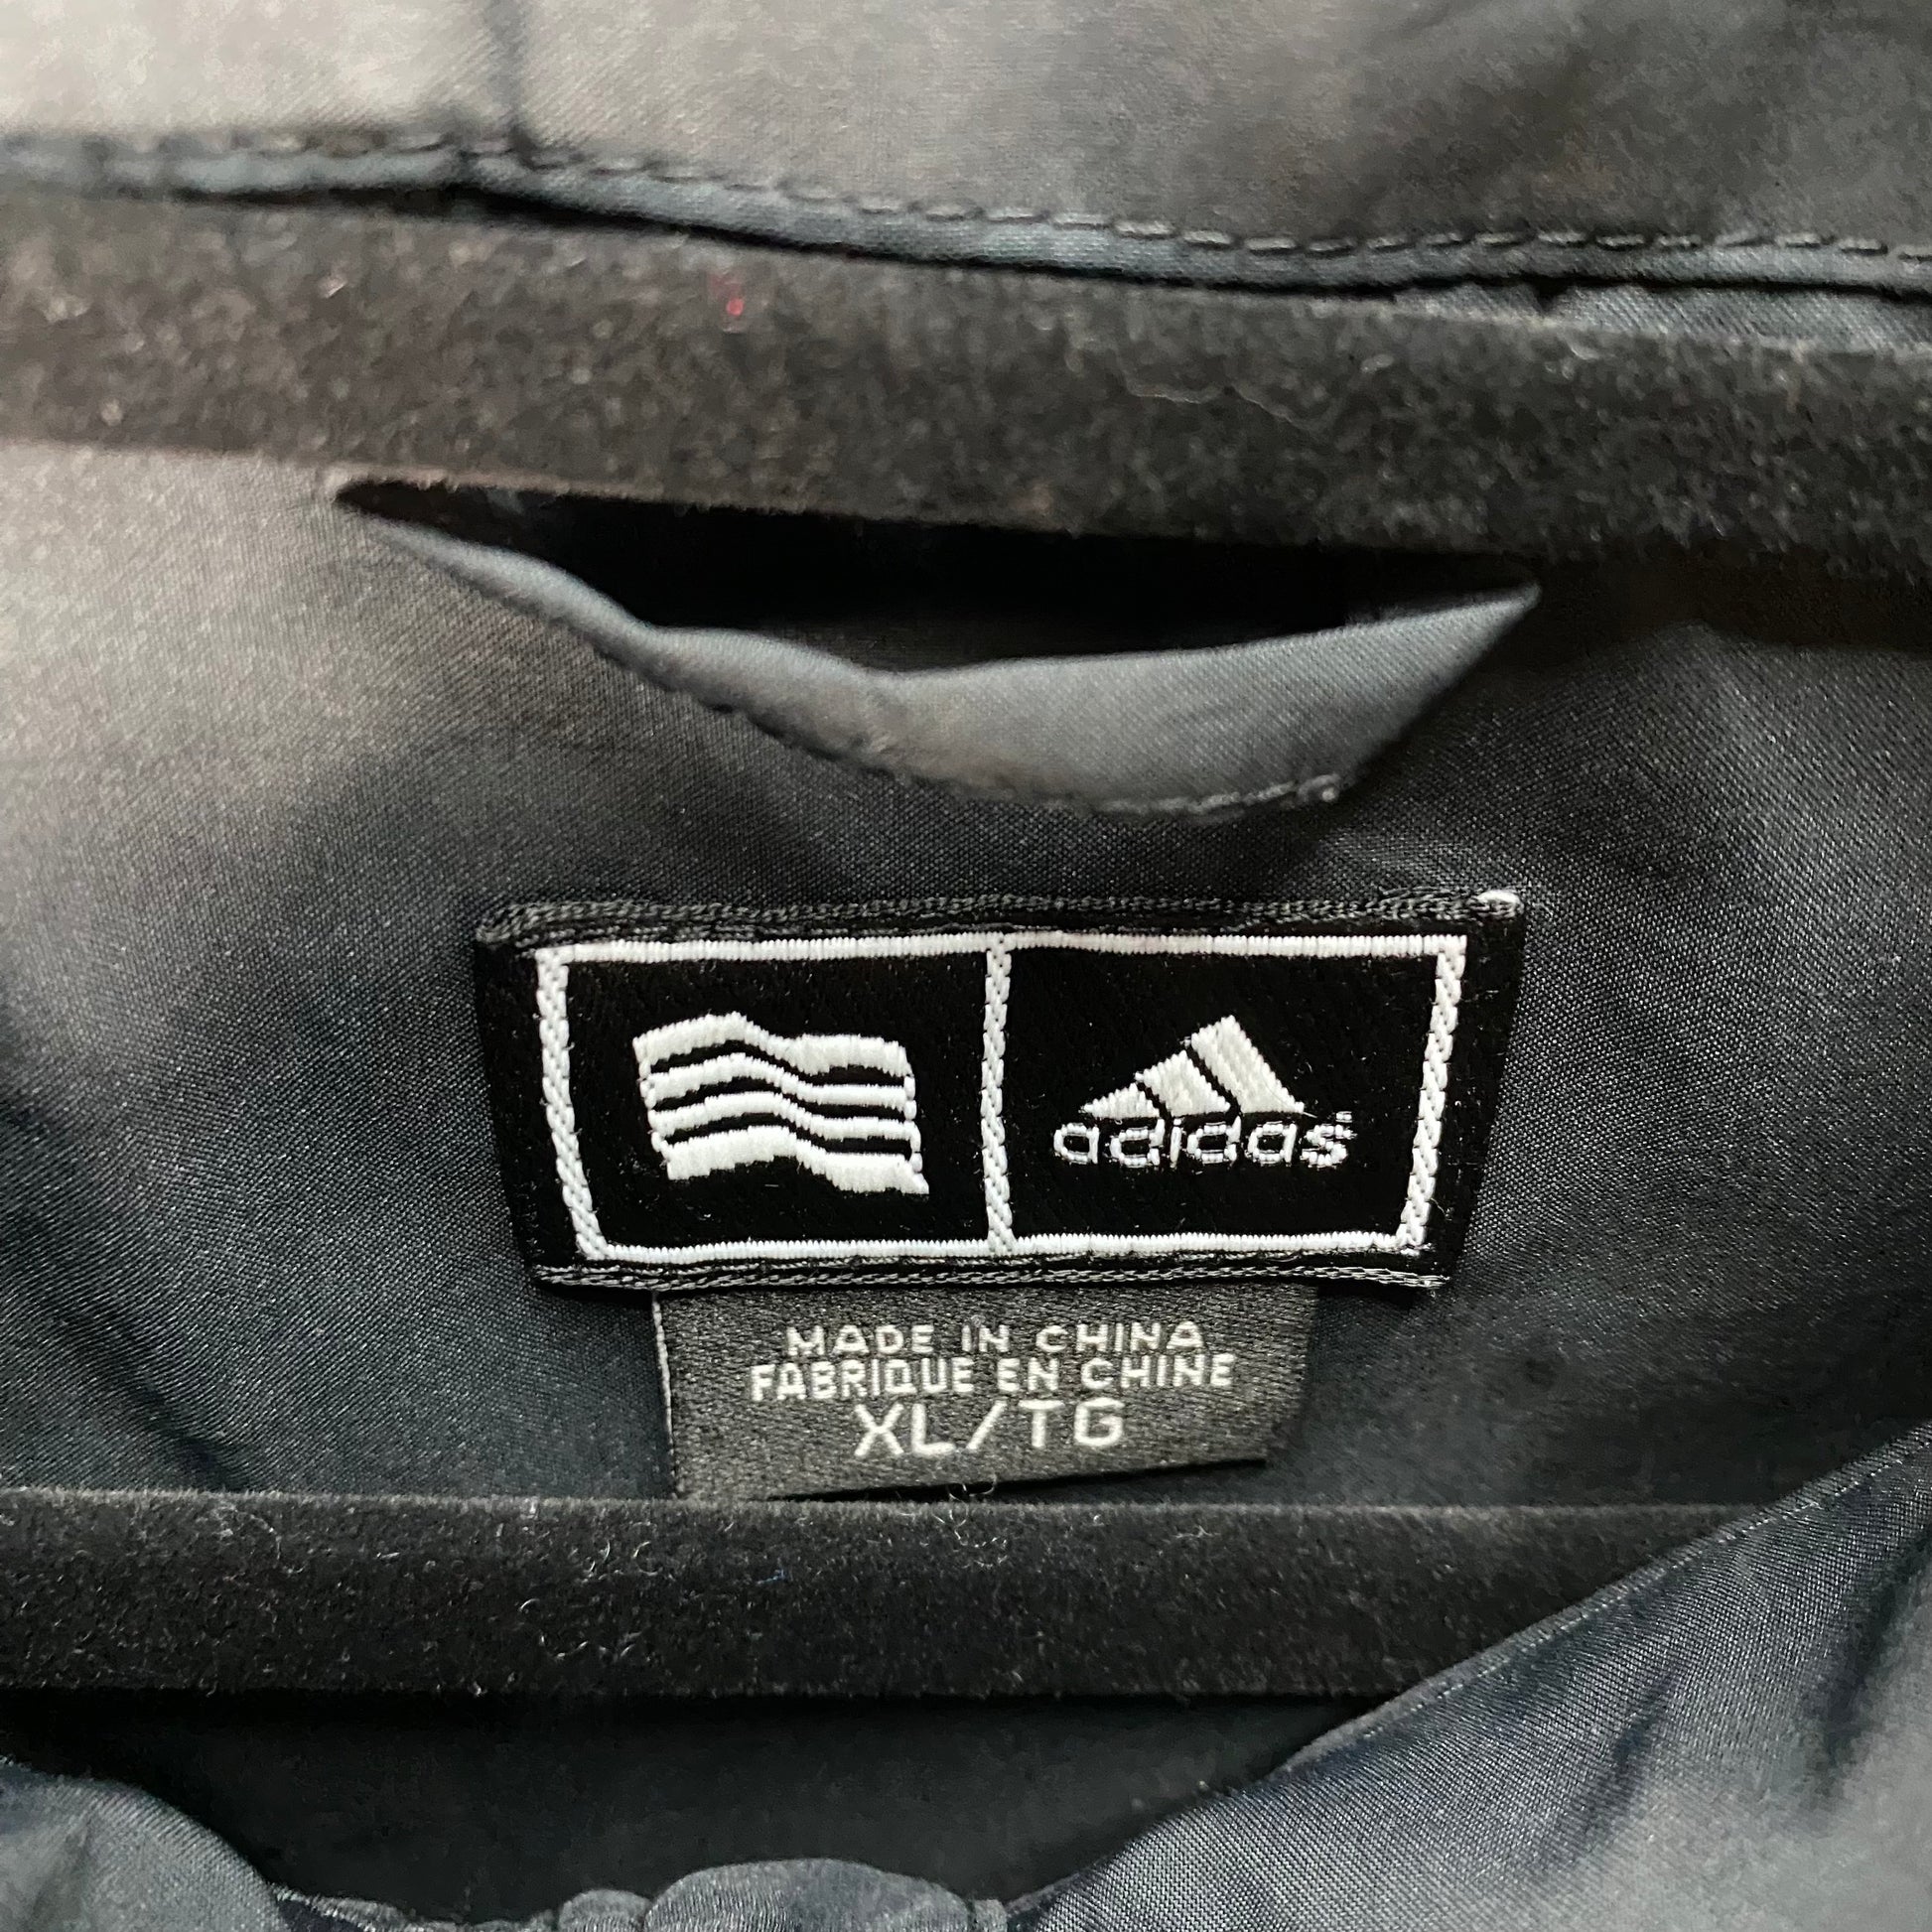 adidas
MADE IN CHINA
FABRIQUE EN CHINE
XL/TG